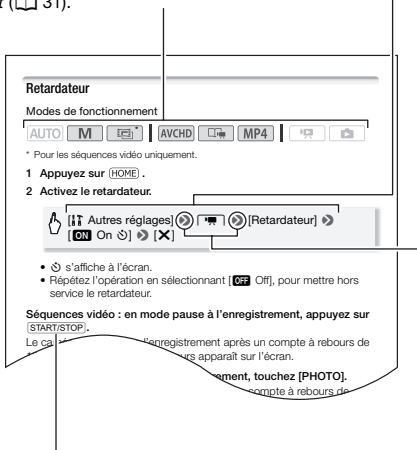 31).
Retardateur
Modes de fonctionnement
AUTO M AVCHD MP4
* Pour les séquences vidéo uniquement.
1 Appuyez sur HOME.
2 Activez le retardateur.
[Autres réglages] [Retardateur]
[ON On] [X]
• s'affiche à l'écran.
• Répétez l'opération en sélectionnant [OFF Off], pour mettre hors
service le retardateur.
Séquences vidéo : en mode pause à l'enregistrement, appuyez sur
START/STOP.
Le enregistrement après un compte à rebours de
apparaît sur l'écran.
touchez [PHOTO].
compte à rebours de